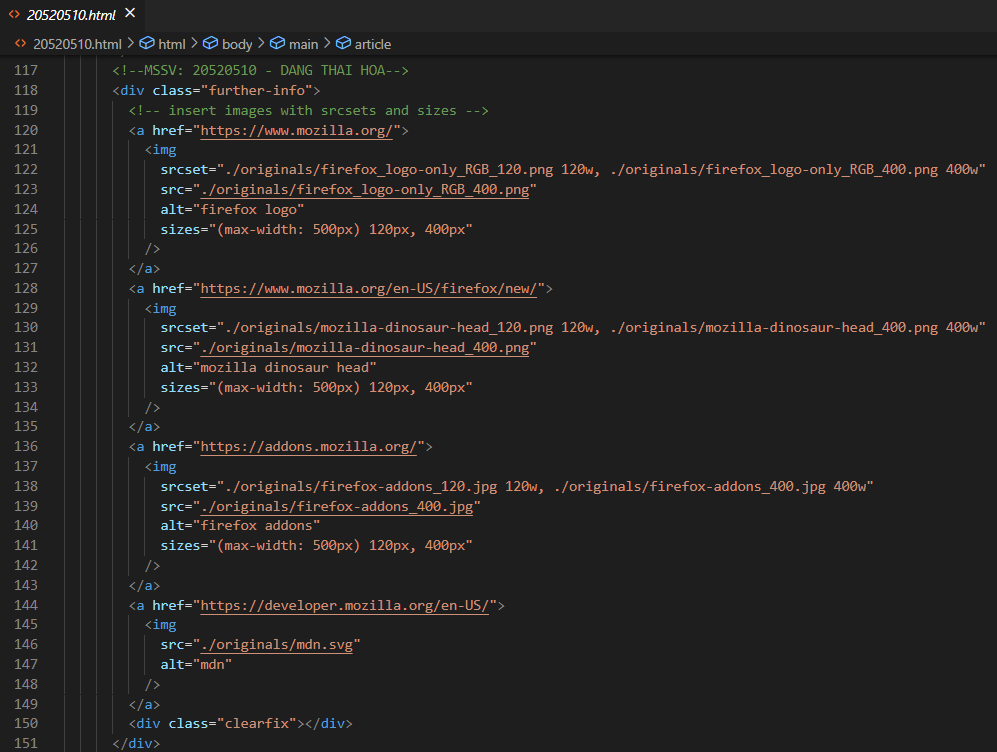 20520510.html
20520510.html > html > body > main > article
117 <!--MSSV: 20520510 - DANG THAI HOA-->
118 <div class="further-info">
119 <!-- insert images with srcsets and sizes -->
120 <a href="https://www.mozilla.org/">
121 <img
122 srcset="./originals/firefox_logo-only_RGB_120.png 120w, ./originals/firefox_logo-only_RGB_400.png 400w"
123 src="./originals/firefox_logo-only_RGB_400.png"
124 alt="firefox logo"
125 sizes="(max-width: 500px) 120px, 400px"
126 />
127 </a>
128 <a href="https://www.mozilla.org/en-US/firefox/new/">
129 <img
130 srcset="./originals/mozilla-dinosaur-head_120.png 120w, ./originals/mozilla-dinosaur-head_400.png 400w"
131 src="./originals/mozilla-dinosaur-head_400.png"
132 alt="mozilla dinosaur head"
133 sizes="(max-width: 500px) 120px, 400px"
134 />
135 </a>
136 <a href="https://addons.mozilla.org/">
137 <img
138 srcset="./originals/firefox-addons_120.jpg 120w, ./originals/firefox-addons_400.jpg 400w"
139 src="./originals/firefox-addons_400.jpg"
140 alt="firefox addons"
141 sizes="(max-width: 500px) 120px, 400px"
142 />
143 </a>
144 <a href="https://developer.mozilla.org/en-US/">
145 <img
146 src="./originals/mdn.svg"
147 alt="mdn"
148 />
149 </a>
150 <div class="clearfix"></div>
151 </div>